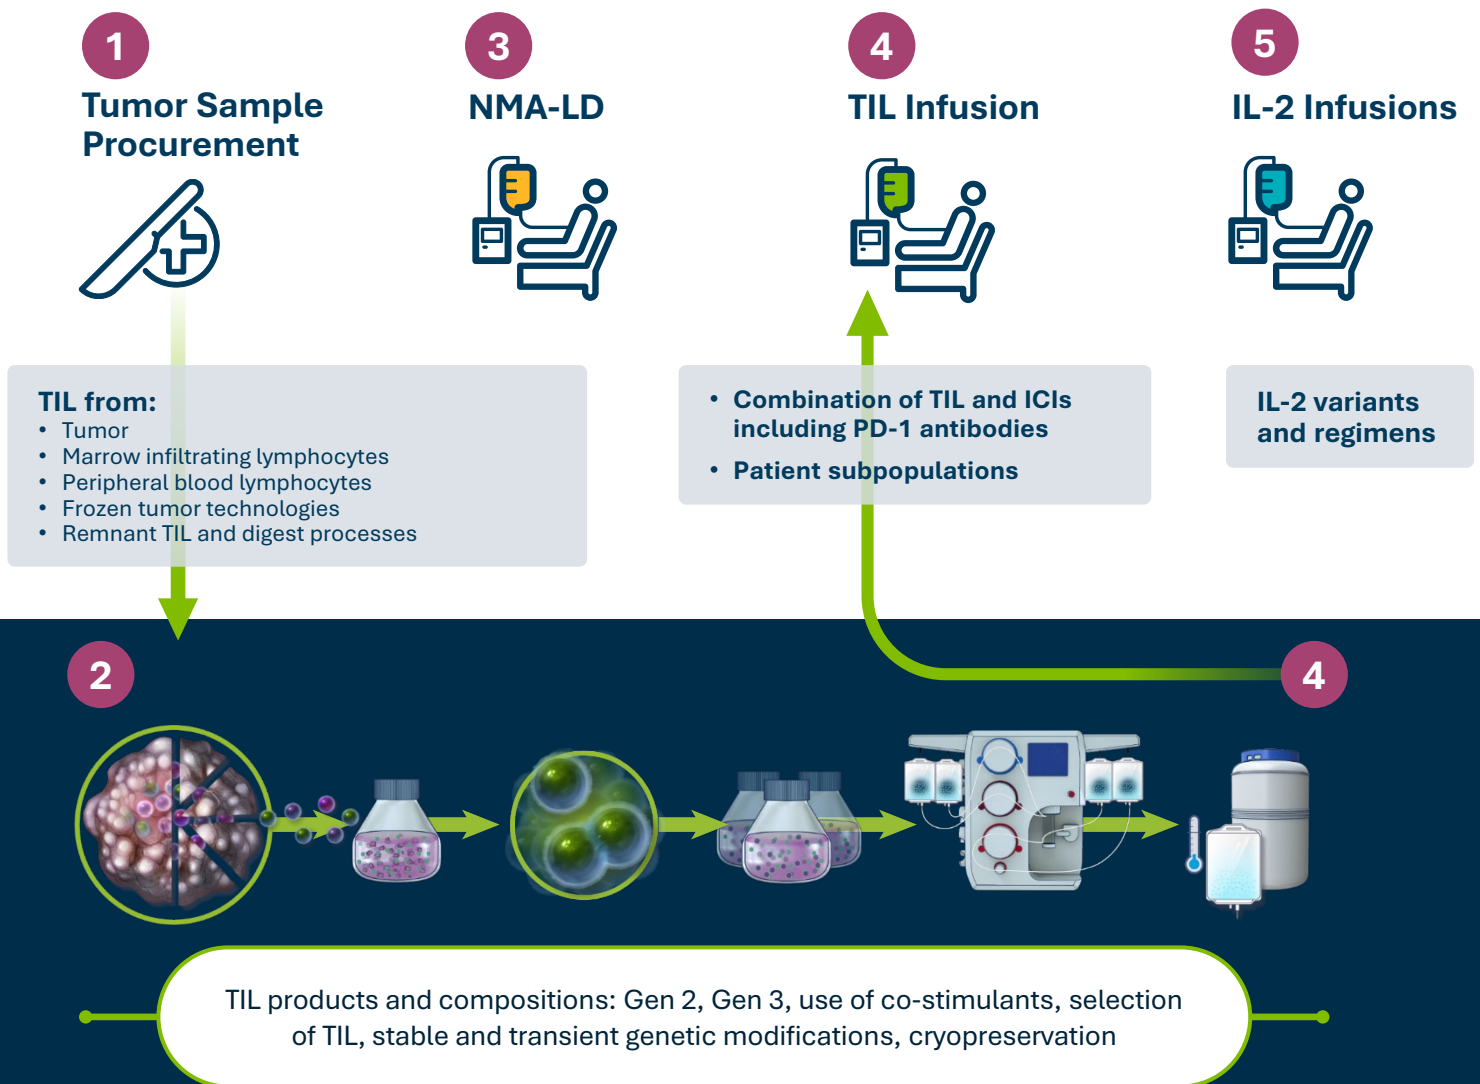 1
Tumor Sample
Procurement
3
NMA-LD
4
TIL Infusion
5
IL-2 Infusions
TIL from:
• Tumor
• Marrow infiltrating lymphocytes
• Peripheral blood lymphocytes
• Frozen tumor technologies
• Remnant TIL and digest processes
• Combination of TIL and ICIs
including PD-1 antibodies
• Patient subpopulations
IL-2 variants
and regimens
2
4
TIL products and compositions: Gen 2, Gen 3, use of co-stimulants, selection
of TIL, stable and transient genetic modifications, cryopreservation